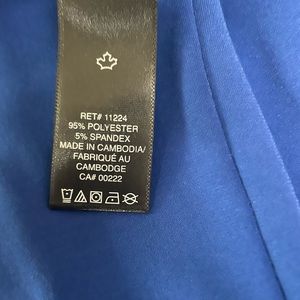 RET# 11224
95% POLYESTER
5% SPANDEX
MADE IN CAMBODIA/
FABRIQUÉ AU
CAMBODGE
CA# 00222